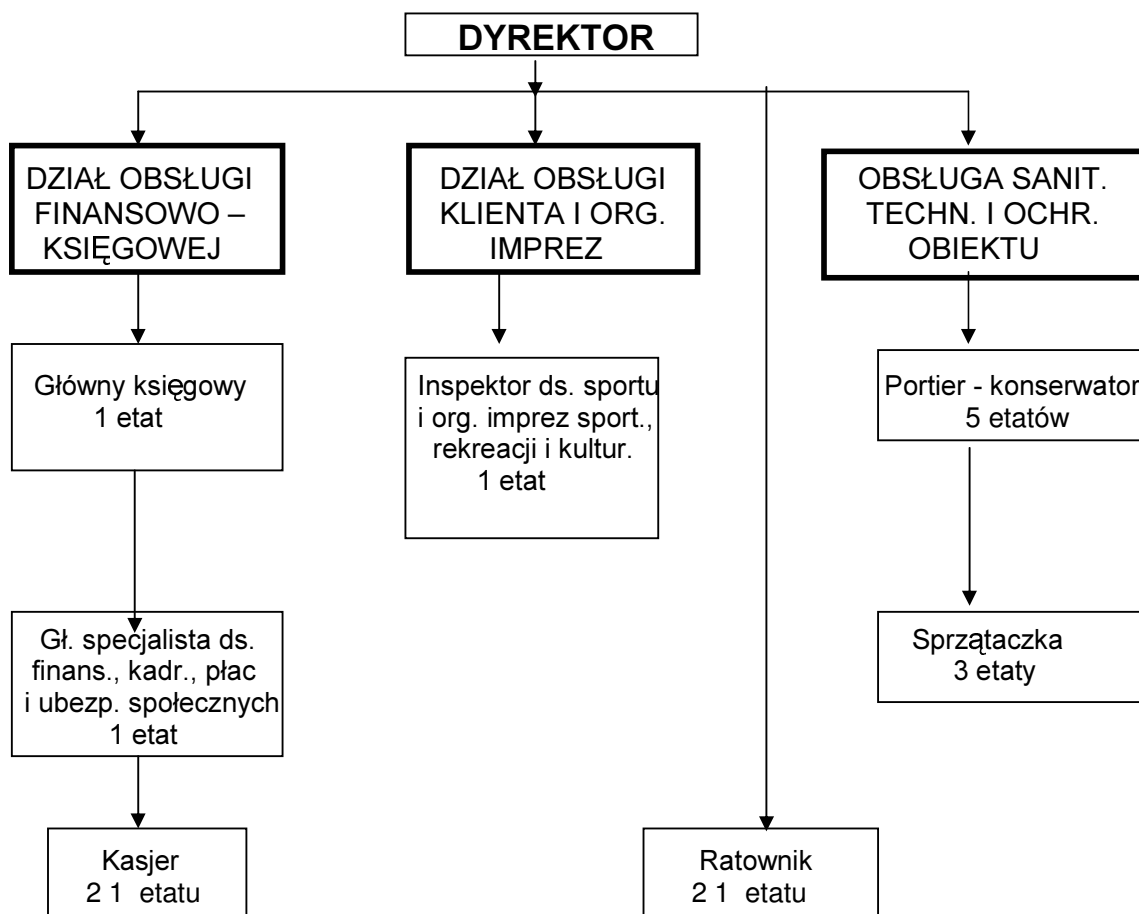 DYREKTOR
DZIAŁ OBSŁUGI
FINANSOWO –
KSIĘGOWEJ
DZIAŁ OBSŁUGI
KLIENTA I ORG.
IMPREZ
OBSŁUGA SANIT.
TECHN. I OCHR.
OBIEKTU
Główny księgowy
1 etat
Inspektor ds. sportu
i org. imprez sport.,
rekreacji i kultur.
1 etat
Portier - konserwator
5 etatów
Gł. specjalista ds.
finans., kadr., płac
i ubezp. społecznych
1 etat
Sprzątaczka
3 etaty
Kasjer
2 1 etatu
Ratownik
2 1 etatu